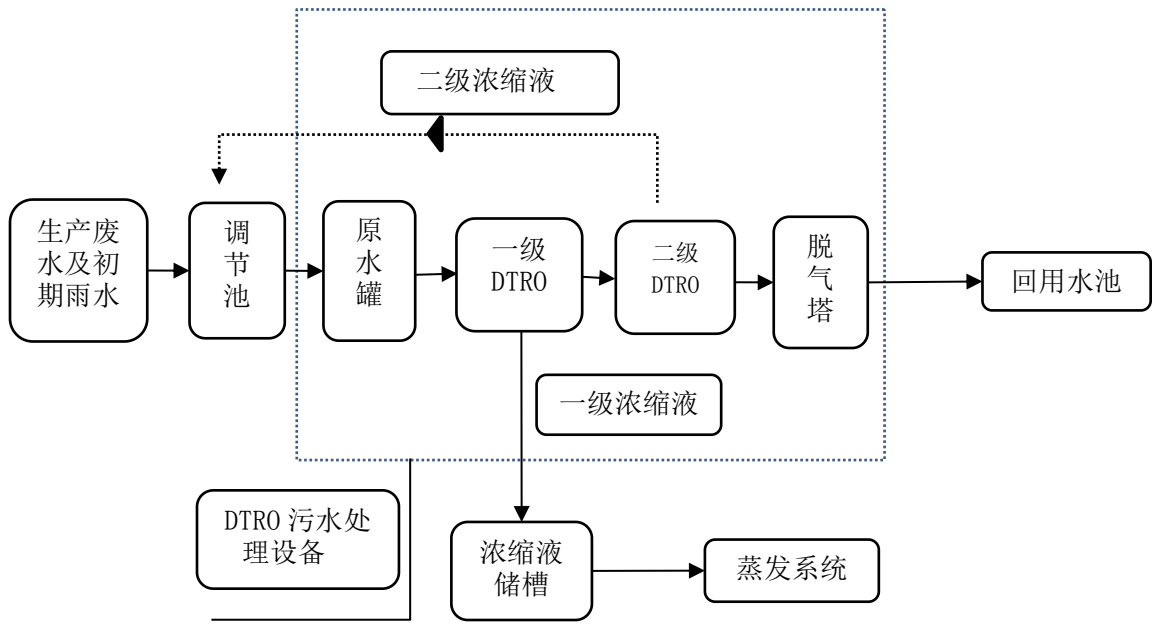 二级浓缩液
生产废
水及初
期雨水
调
节
池
原
水
罐
一级
DTRO
二级
DTRO
脱
气
塔
回用水池
一级浓缩液
DTRO 污水处
理设备
浓缩液
储槽
蒸发系统